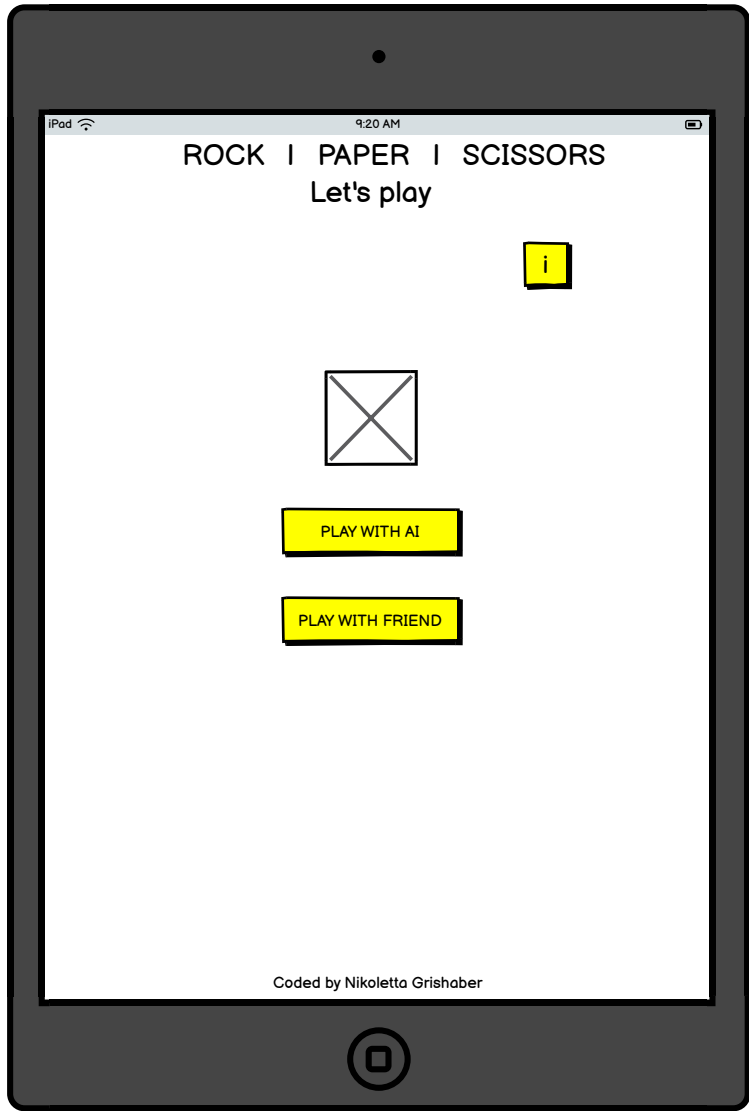 iPad 9:20 AM
ROCK | PAPER | SCISSORS
Let's play
i
PLAY WITH AI
PLAY WITH FRIEND
Coded by Nikoletta Grishaber